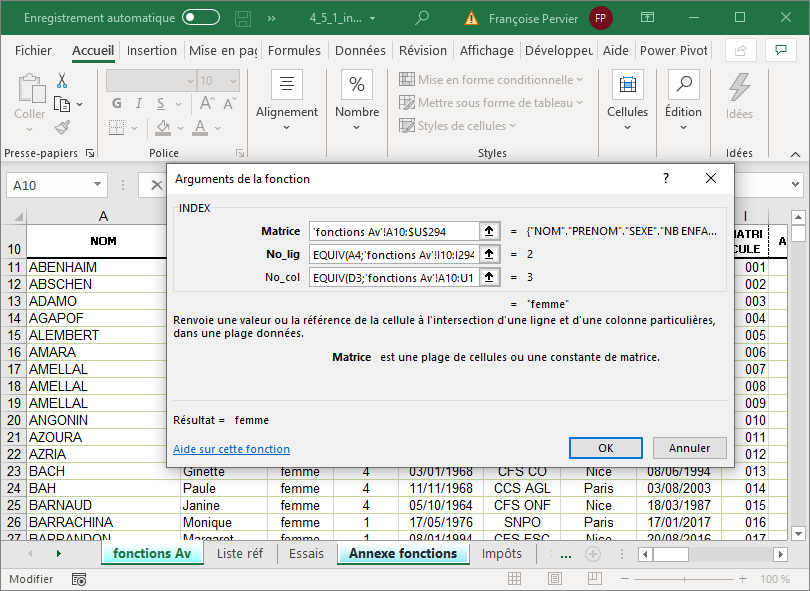 Enregistrement automatique » 4_5_1_in... Françoise Pervier FP
Fichier Accueil Insertion Mise en pag Formules Données Révision Affichage Développeu Aide Power Pivot
Coller G I S 10 A A Alignement % Nombre Mise en forme conditionnelle
Mettre sous forme de tableau
Styles de cellules
Cellules Édition Idées
Presse-papiers Police Styles Idées
A10
Arguments de la fonction ? ×
INDEX
Matrice 'fonctions Av'!A10:$U$294 = {"NOM"."PRENOM"."SEXE"."NB ENFA...
No_lig EQUIV(A4;'fonctions Av'!I10:I294 = 2
No_col EQUIV(D3;'fonctions Av'!A10:U1 = 3
= "femme"
Renvoie une valeur ou la référence de la cellule à l'intersection d'une ligne et d'une colonne particulières,
dans une plage données.
Matrice est une plage de cellules ou une constante de matrice.
Résultat = femme
Aide sur cette fonction OK Annuler
A I
10 NOM MATRI
CULE A
11 ABENHAIM 001
12 ABSCHEN 002
13 ADAMO 003
14 AGAPOF 004
15 ALEMBERT 005
16 AMARA 006
17 AMELLAL 007
18 AMELLAL 008
19 AMELLAL 009
20 ANGONIN 010
21 AZOURA 011
22 AZRIA 012
23 BACH Ginette femme 4 03/01/1968 CFS CO Nice 08/06/1994 013
24 BAH Paule femme 4 11/11/1968 CCS AGL Paris 03/08/2003 014
25 BARNAUD Janine femme 4 05/10/1964 CFS ONF Nice 18/03/1987 015
26 BARRACHINA Monique femme 1 17/05/1976 SNPO Paris 17/01/2017 016
27 BARRANDON Margaret femme 1 08/01/1994 CFS ESC Nice 20/08/2016 017
fonctions Av Liste réf Essais Annexe fonctions Impôts ...
Modifier 100 %